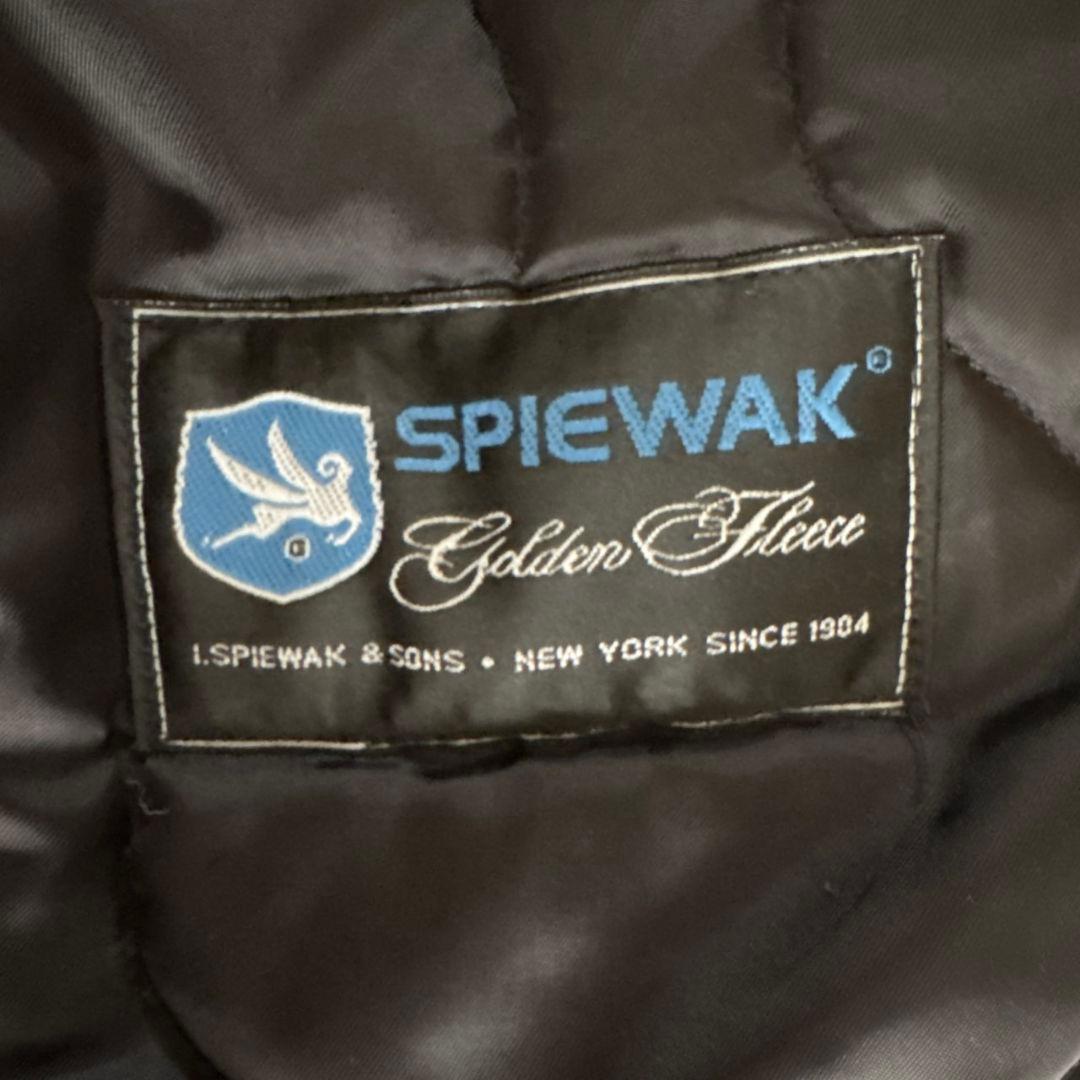 SPIEWAK®
Golden Fleece
I.SPIEWAK & SONS • NEW YORK SINCE 1904